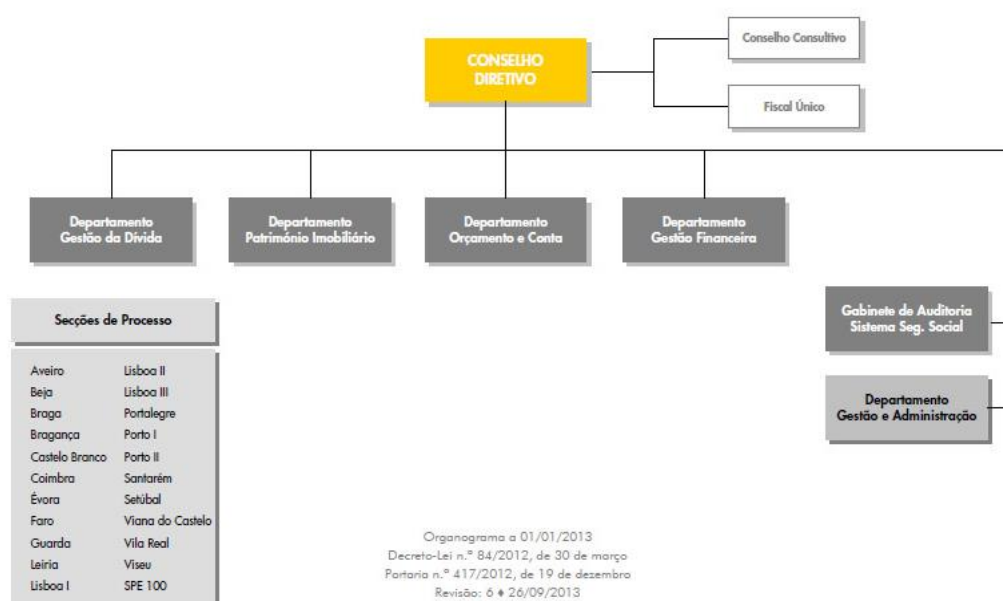 CONSELHO
DIRETIVO
Conselho Consultivo
Fiscal Único
Departamento
Gestão da Dívida
Departamento
Património Imobiliário
Departamento
Orçamento e Conta
Departamento
Gestão Financeira
Gabinete de Auditoria
Sistema Seg. Social
Departamento
Gestão e Administração
Secções de Processo
Aveiro Lisboa II
Beja Lisboa III
Braga Portalegre
Bragança Porto I
Castelo Branco Porto II
Coimbra Santarém
Évora Setúbal
Faro Viana do Castelo
Guarda Vila Real
Leiria Viseu
Lisboa I SPE 100
Organograma a 01/01/2013
Decreto-Lei n.º 84/2012, de 30 de março
Portaria n.º 417/2012, de 19 de dezembro
Revisão: 6 ♦ 26/09/2013